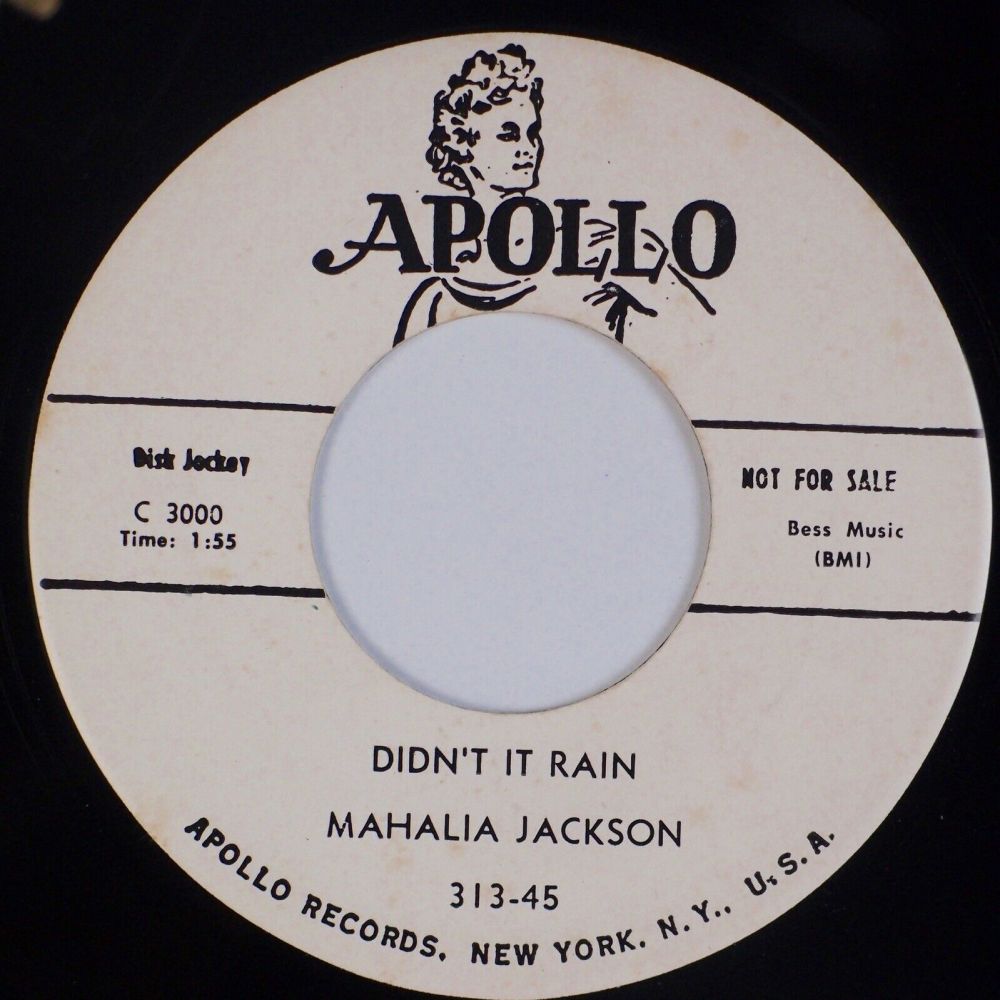 APOLLO
Disk Jockey
C 3000
Time: 1:55
NOT FOR SALE
Bess Music
(BMI)
DIDN'T IT RAIN
MAHALIA JACKSON
313-45
APOLLO RECORDS. NEW YORK. N. Y.. U.S.A.